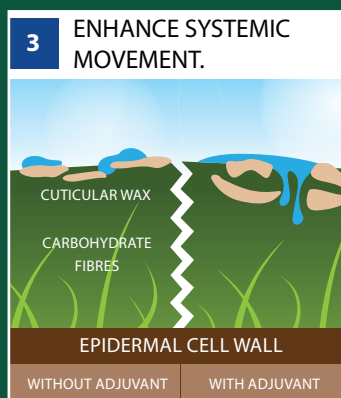 3
ENHANCE SYSTEMIC
MOVEMENT.
CUTICULAR WAX
CARBOHYDRATE
FIBRES
EPIDERMAL CELL WALL
WITHOUT ADJUVANT
WITH ADJUVANT